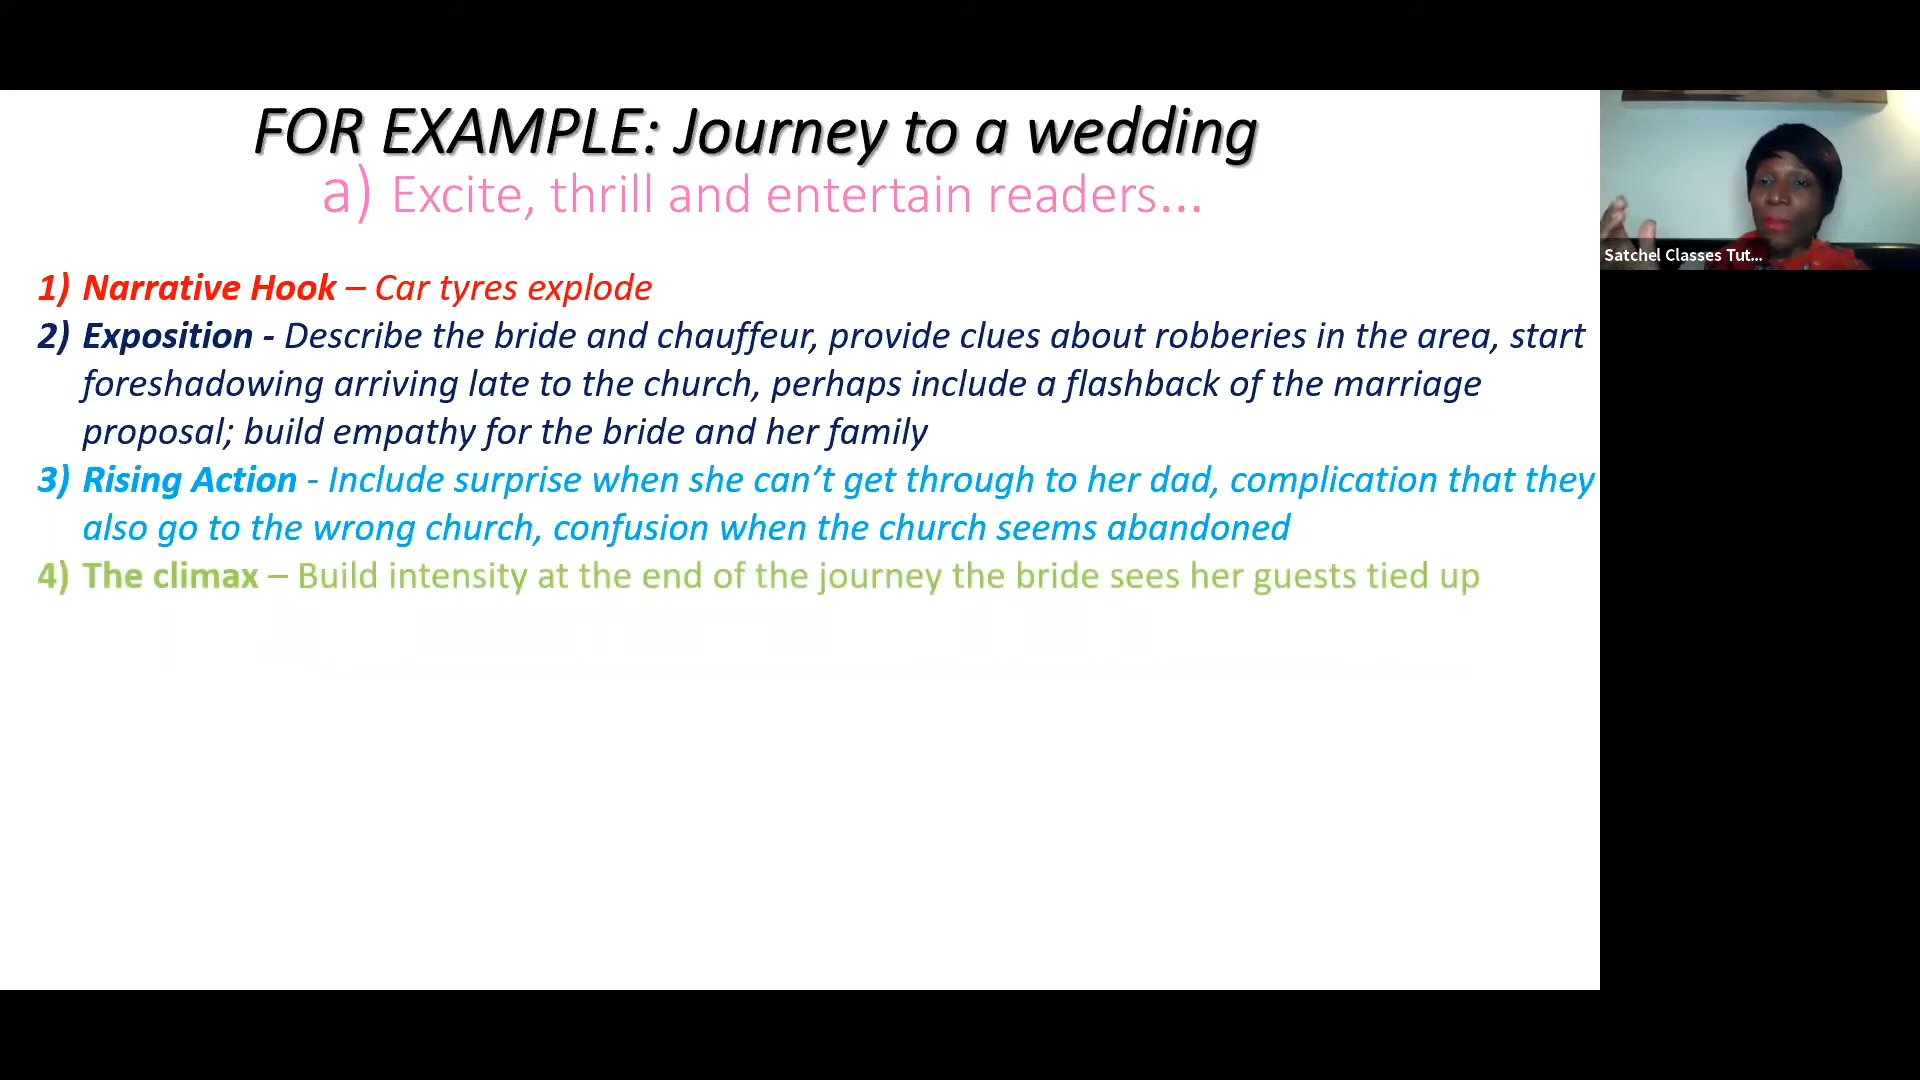 FOR EXAMPLE: Journey to a wedding
a) Excite, thrill and entertain readers...
Satchel Classes Tut...
1) Narrative Hook – Car tyres explode
2) Exposition - Describe the bride and chauffeur, provide clues about robberies in the area, start
foreshadowing arriving late to the church, perhaps include a flashback of the marriage
proposal; build empathy for the bride and her family
3) Rising Action - Include surprise when she can’t get through to her dad, complication that they
also go to the wrong church, confusion when the church seems abandoned
4) The climax – Build intensity at the end of the journey the bride sees her guests tied up